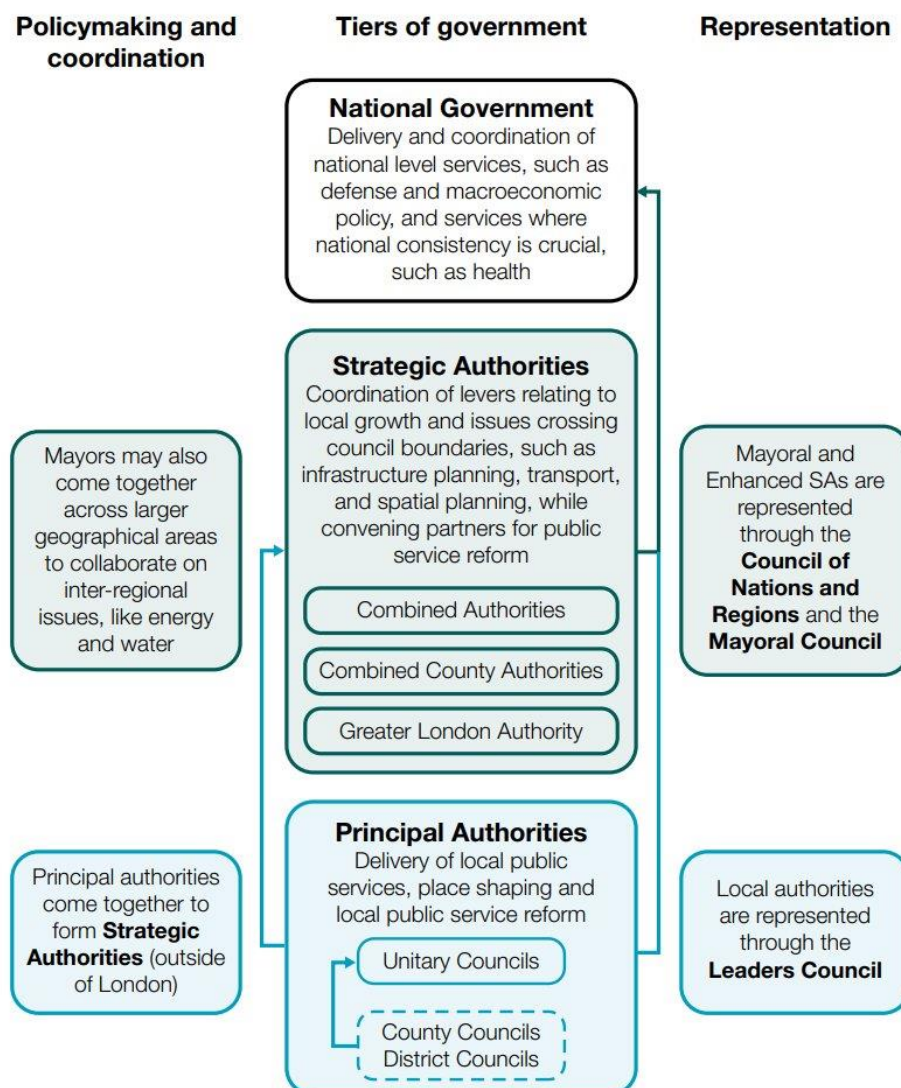 Policymaking and
coordination
Tiers of government
Representation
National Government
Delivery and coordination of
national level services, such as
defense and macroeconomic
policy, and services where
national consistency is crucial,
such as health
Strategic Authorities
Coordination of levers relating to
local growth and issues crossing
council boundaries, such as
infrastructure planning, transport,
and spatial planning, while
convening partners for public
service reform
Combined Authorities
Combined County Authorities
Greater London Authority
Mayors may also
come together
across larger
geographical areas
to collaborate on
inter-regional
issues, like energy
and water
Mayoral and
Enhanced SAs are
represented
through the
Council of
Nations and
Regions and the
Mayoral Council
Principal Authorities
Delivery of local public
services, place shaping and
local public service reform
Unitary Councils
County Councils
District Councils
Principal authorities
come together to
form Strategic
Authorities (outside
of London)
Local authorities
are represented
through the
Leaders Council